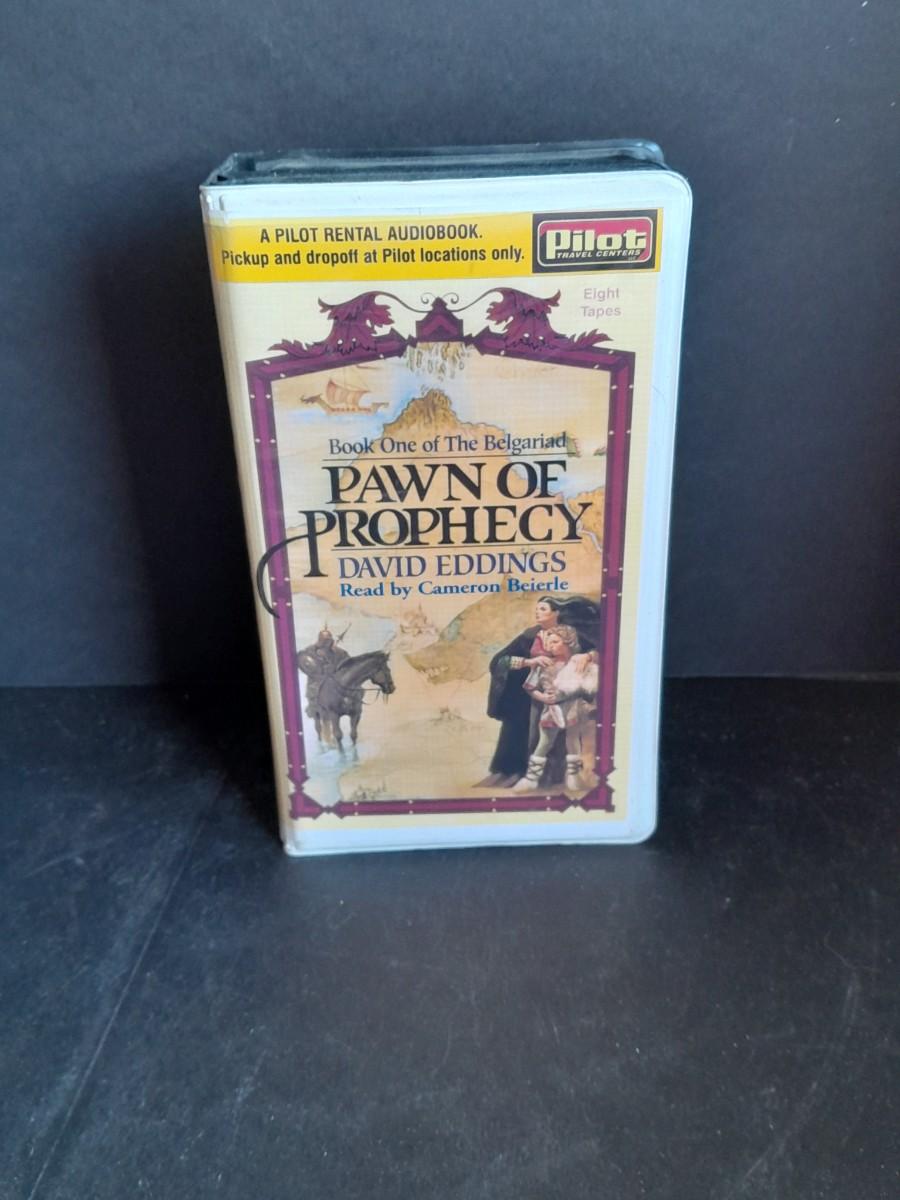 A PILOT RENTAL AUDIOBOOK.
Pickup and dropoff at Pilot locations only.
Pilot
TRAVEL CENTERS
Eight
Tapes
Book One of The Belgariad
PAWN OF
PROPHECY
DAVID EDDINGS
Read by Cameron Beierle